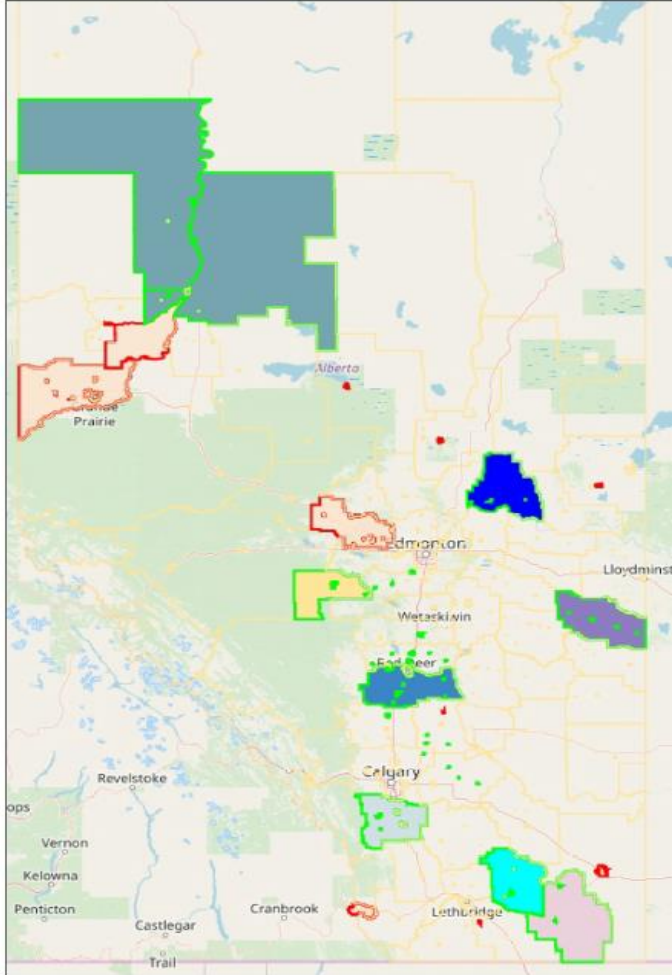 Alberta
Grande
Prairie
Edmonton
Lloydminst
Wetaskiwin
Red Deer
Calgary
Revelstoke
ops
Vernon
Kelowna
Penticton
Castlegar
Trail
Cranbrook
Lethbridge